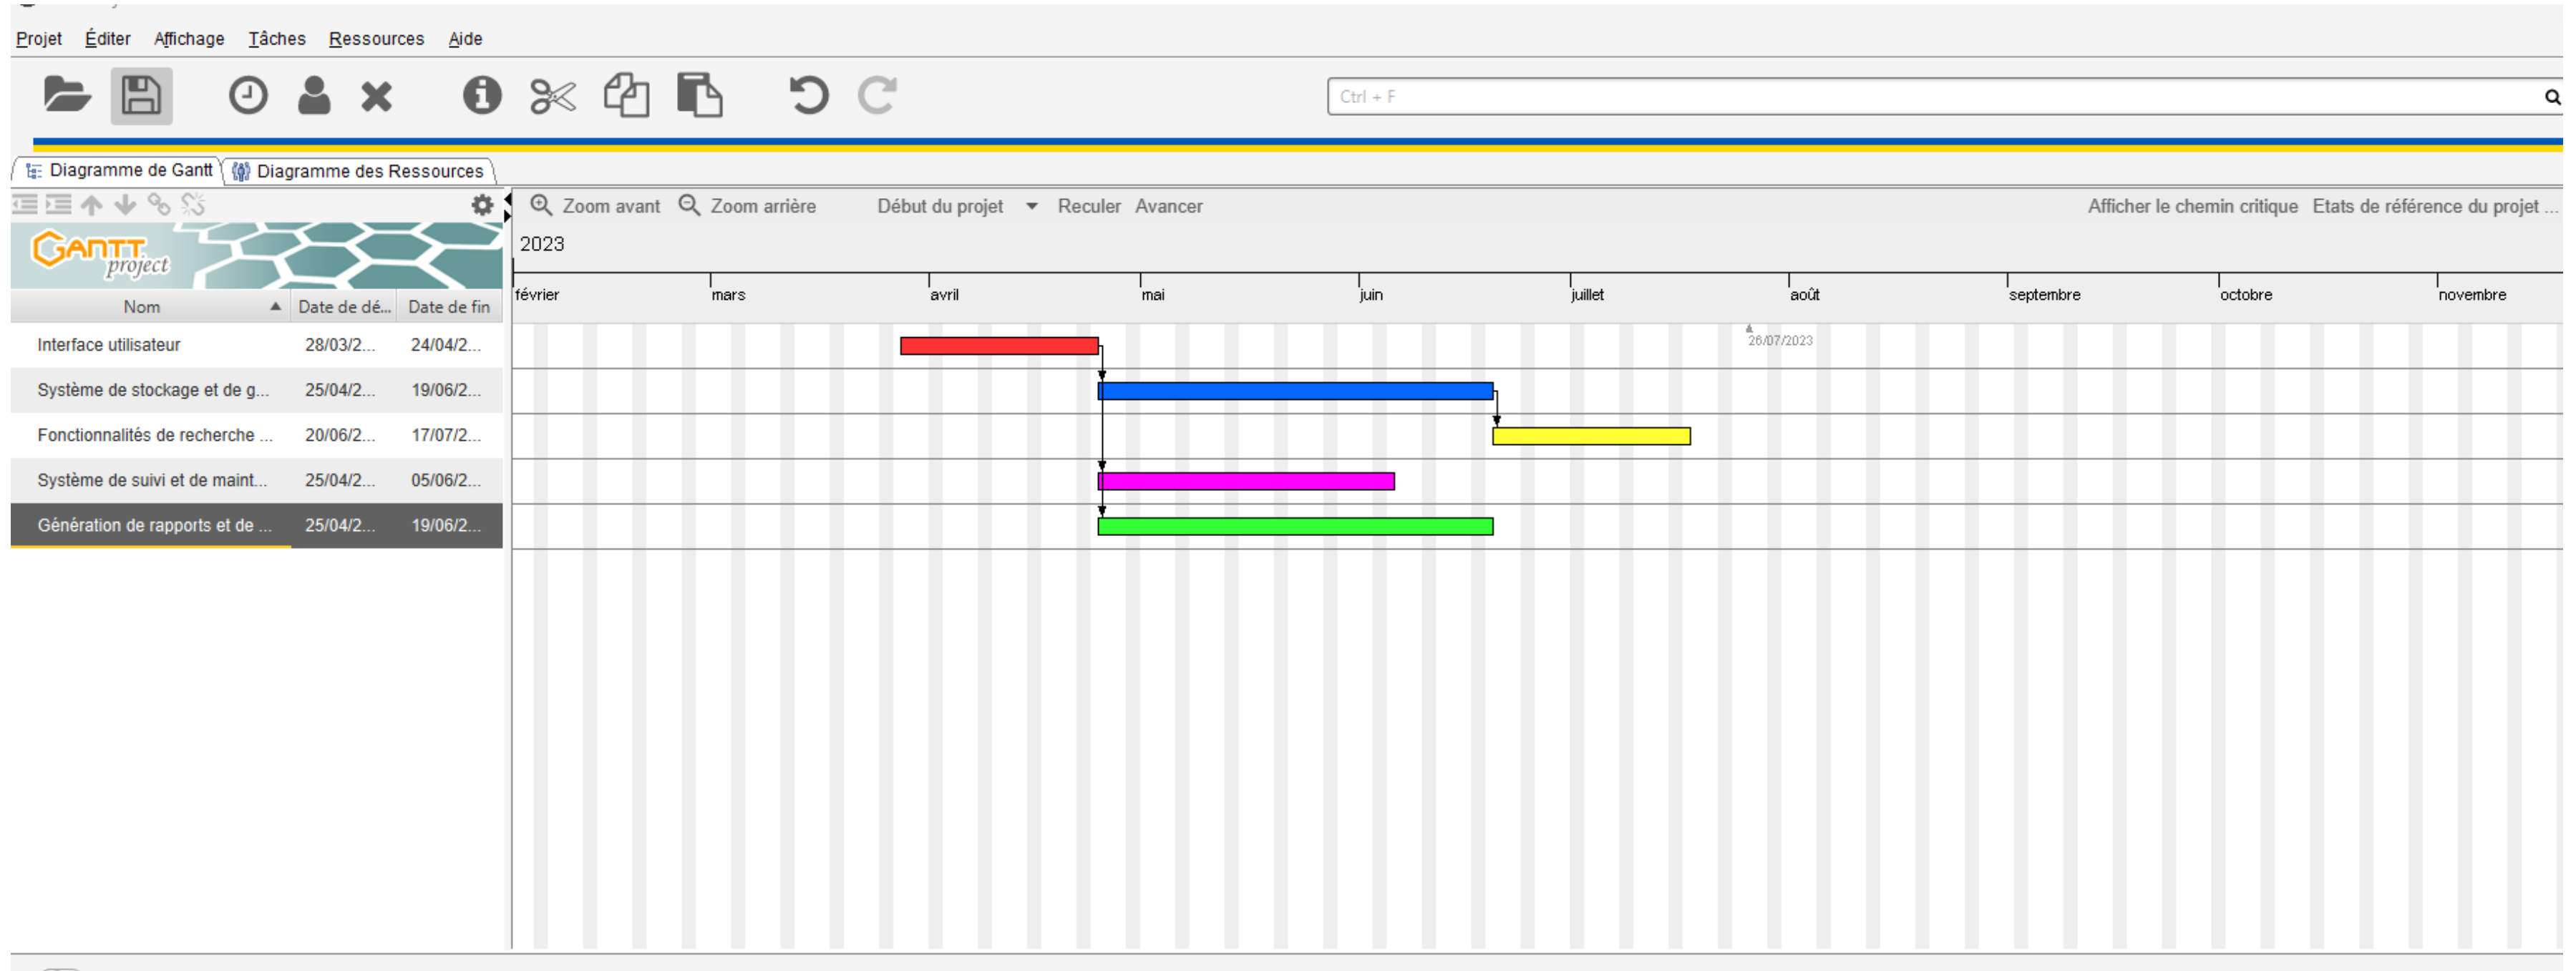 Projet Éditer Affichage Tâches Ressources Aide
Ctrl + F
Diagramme de Gantt Diagramme des Ressources
Zoom avant Zoom arrière Début du projet Reculer Avancer Afficher le chemin critique Etats de référence du projet ...
GANTT project
2023
Nom Date de dé... Date de fin
février mars avril mai juin juillet août septembre octobre novembre
Interface utilisateur 28/03/2... 24/04/2...
26/07/2023
Système de stockage et de g... 25/04/2... 19/06/2...
Fonctionnalités de recherche ... 20/06/2... 17/07/2...
Système de suivi et de maint... 25/04/2... 05/06/2...
Génération de rapports et de ... 25/04/2... 19/06/2...